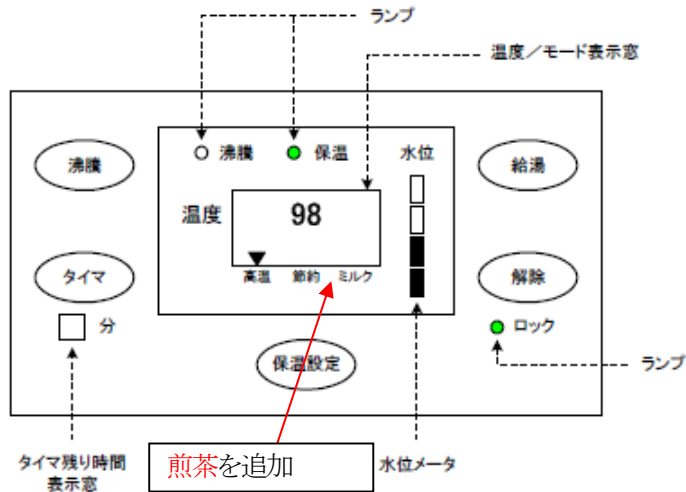 ランプ
温度／モード表示窓
沸騰
保温
水位
沸騰
給湯
温度
98
タイマ
高温
節約
ミルク
解除
分
ロック
保温設定
ランプ
タイマ残り時間
表示窓
煎茶を追加
水位メータ